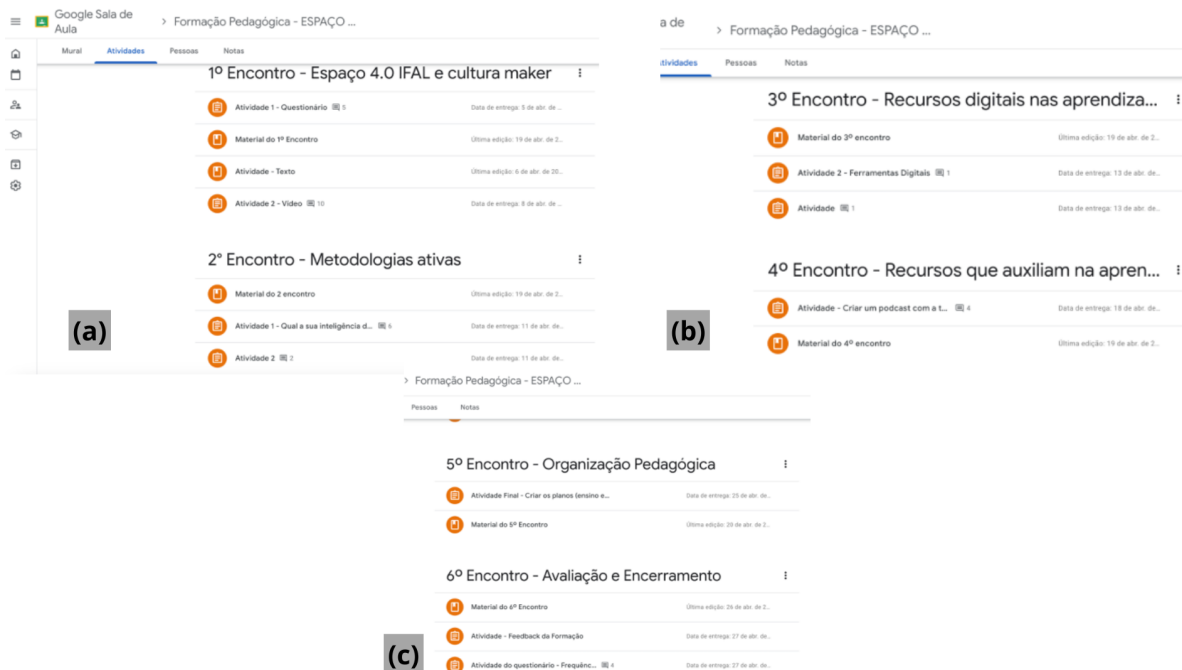 Google Sala de
Aula
Formação Pedagógica - ESPAÇO ...
Mural Atividades Pessoas Notas
1º Encontro - Espaço 4.0 IFAL e cultura maker
Atividade 1 - Questionário 5 Data de entrega: 5 de abr. de ...
Material do 1º Encontro Última edição: 19 de abr. de 2...
Atividade - Texto Última edição: 6 de abr. de 20...
Atividade 2 - Vídeo 10 Data de entrega: 8 de abr. de ...
2° Encontro - Metodologias ativas
Material do 2 encontro Última edição: 19 de abr. de 2...
Atividade 1 - Qual a sua inteligência d... 6 Data de entrega: 11 de abr. de...
Atividade 2 2 Data de entrega: 11 de abr. de...
(a)
a de
Formação Pedagógica - ESPAÇO ...
tividades Pessoas Notas
3º Encontro - Recursos digitais nas aprendiza...
Material do 3º encontro Última edição: 19 de abr. de 2...
Atividade 2 - Ferramentas Digitais 1 Data de entrega: 13 de abr. de...
Atividade 1 Data de entrega: 13 de abr. de...
4º Encontro - Recursos que auxiliam na apren...
Atividade - Criar um podcast com a t... 4 Data de entrega: 18 de abr. de...
Material do 4º encontro Última edição: 19 de abr. de 2...
(b)
Formação Pedagógica - ESPAÇO ...
Pessoas Notas
5º Encontro - Organização Pedagógica
Atividade Final - Criar os planos (ensino e... Data de entrega: 25 de abr. de...
Material do 5º Encontro Última edição: 20 de abr. de 2...
6º Encontro - Avaliação e Encerramento
Material do 6º Encontro Última edição: 26 de abr. de 2...
Atividade - Feedback da Formação Data de entrega: 27 de abr. de...
Atividade do questionário - Frequênc... 4 Data de entrega: 27 de abr. de...
(c)